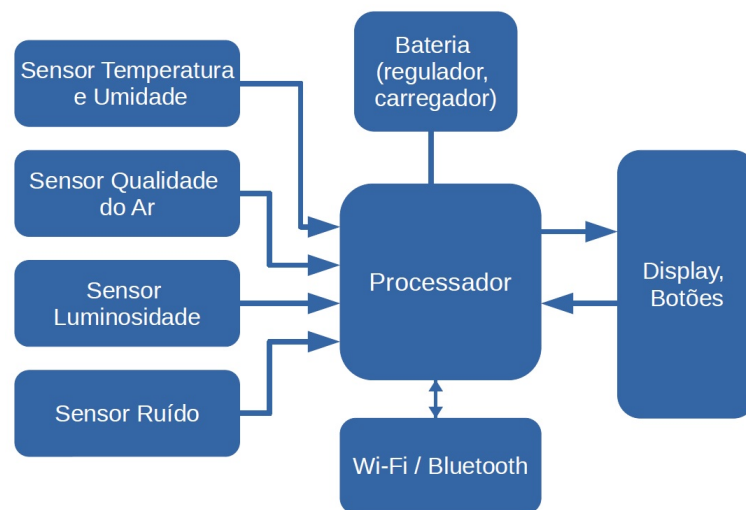 Sensor Temperatura
e Umidade
Bateria
(regulador,
carregador)
Sensor Qualidade
do Ar
Processador
Display,
Botões
Sensor
Luminosidade
Sensor Ruído
Wi-Fi / Bluetooth